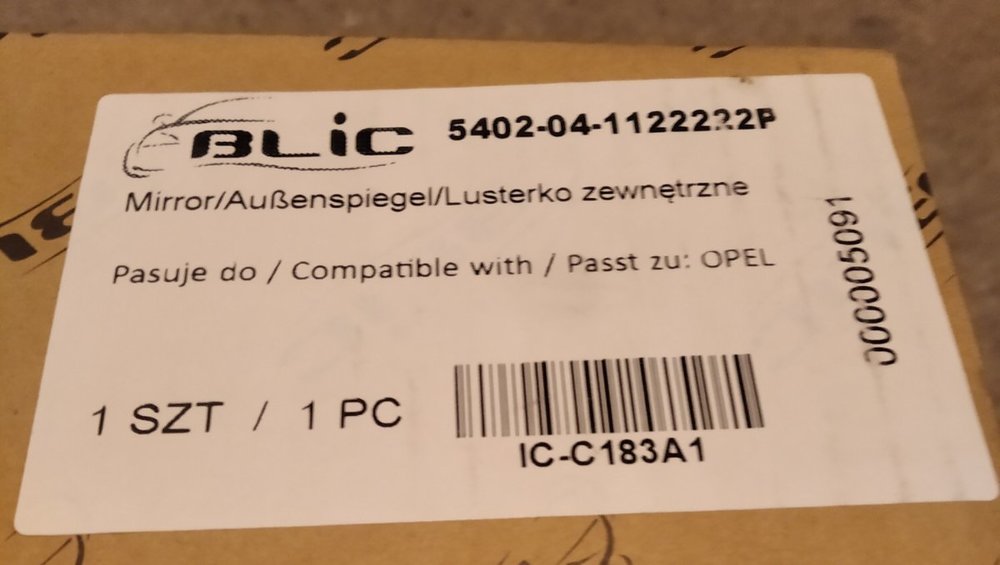 BLiC 5402-04-1122222P
Mirror/Außenspiegel/Lusterko zewnętrzne
Pasuje do / Compatible with / Passt zu: OPEL
000005091
1 SZT / 1 PC
IC-C183A1